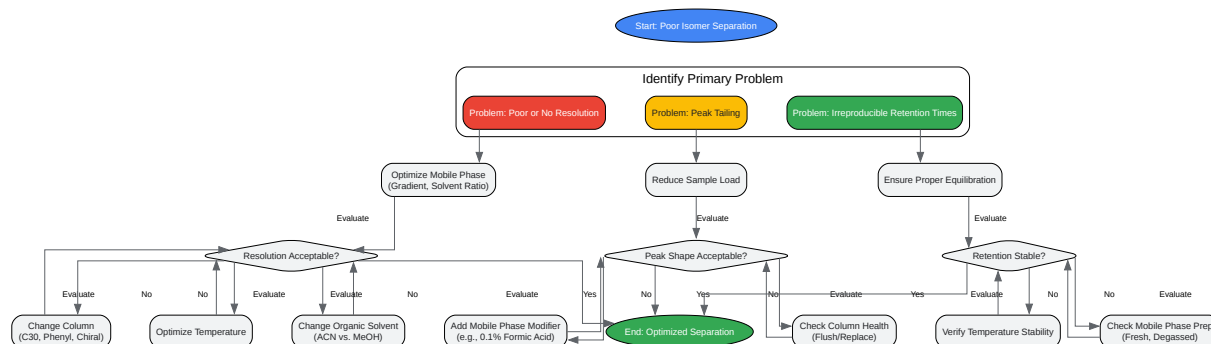 Start: Poor Isomer Separation
Identify Primary Problem
Problem: Poor or No Resolution
Problem: Peak Tailing
Problem: Irreproducible Retention Times
Optimize Mobile Phase
(Gradient, Solvent Ratio)
Reduce Sample Load
Ensure Proper Equilibration
Evaluate
Evaluate
Evaluate
Resolution Acceptable?
Peak Shape Acceptable?
Retention Stable?
Evaluate
No
No
Evaluate
Evaluate
No
Evaluate
Yes
No
Yes
No
Evaluate
Yes
Evaluate
No
No
Evaluate
Change Column
(C30, Phenyl, Chiral)
Optimize Temperature
Change Organic Solvent
(ACN vs. MeOH)
Add Mobile Phase Modifier
(e.g., 0.1% Formic Acid)
End: Optimized Separation
Check Column Health
(Flush/Replace)
Verify Temperature Stability
Check Mobile Phase Prep
(Fresh, Degassed)